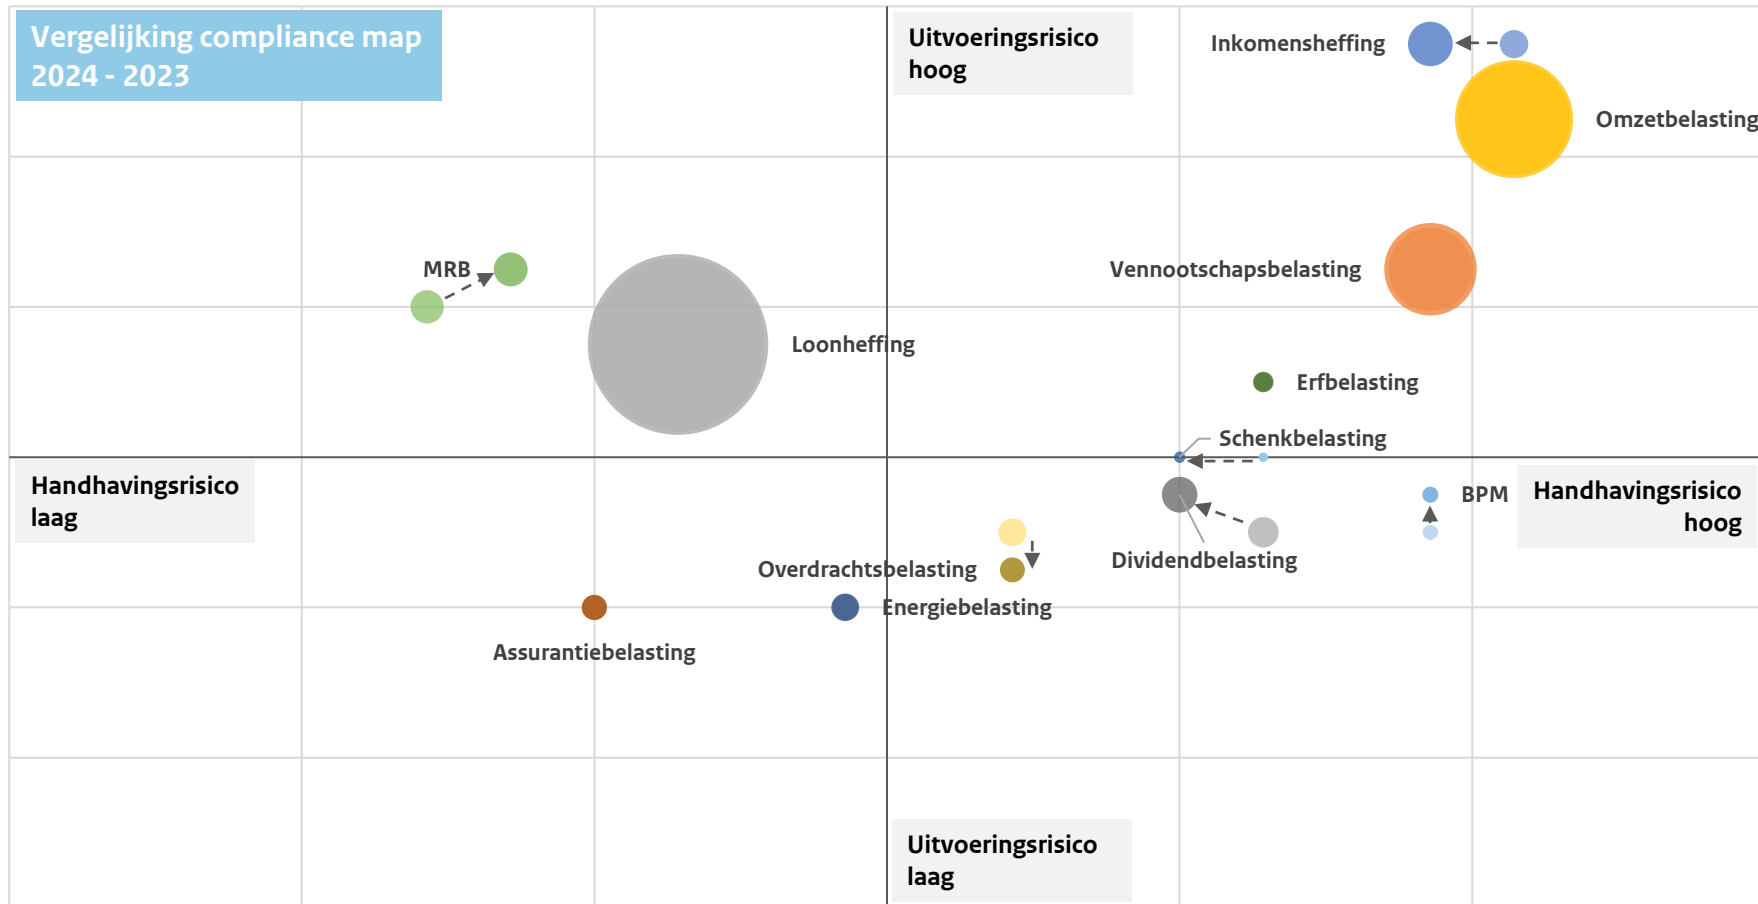 Vergelijking compliance map
2024 - 2023
Uitvoeringsrisico
hoog
Inkomensheffing
Omzetbelasting
MRB
Vennootschapsbelasting
Loonheffing
Erfbelasting
Schenkbelasting
Handhavingsrisico
laag
BPM
Handhavingsrisico
hoog
Dividendbelasting
Overdrachtsbelasting
Energiebelasting
Assurantiebelasting
Uitvoeringsrisico
laag